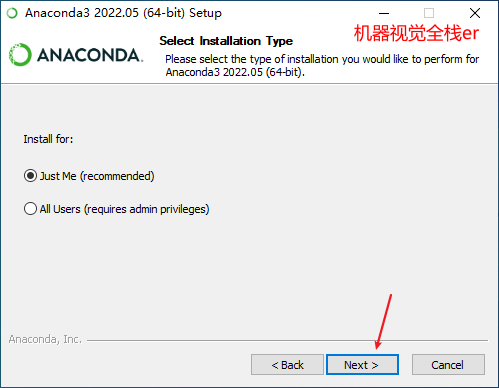 Anaconda3 2022.05 (64-bit) Setup
机器视觉全栈er
ANACONDA.
Select Installation Type
Please select the type of installation you would like to perform for
Anaconda3 2022.05 (64-bit).
Install for:
Just Me (recommended)
All Users (requires admin privileges)
Anaconda, Inc.
< Back
Next >
Cancel